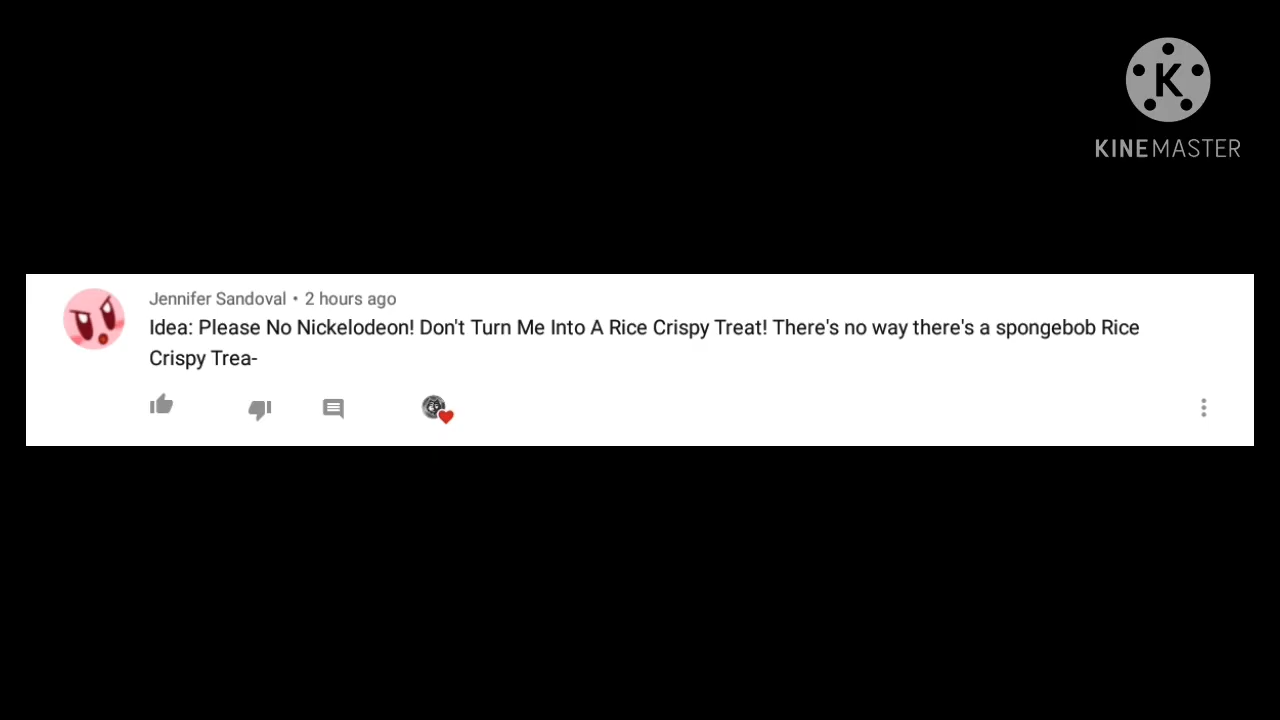 K
KINEMASTER
Jennifer Sandoval • 2 hours ago
Idea: Please No Nickelodeon! Don't Turn Me Into A Rice Crispy Treat! There's no way there's a spongebob Rice
Crispy Trea-